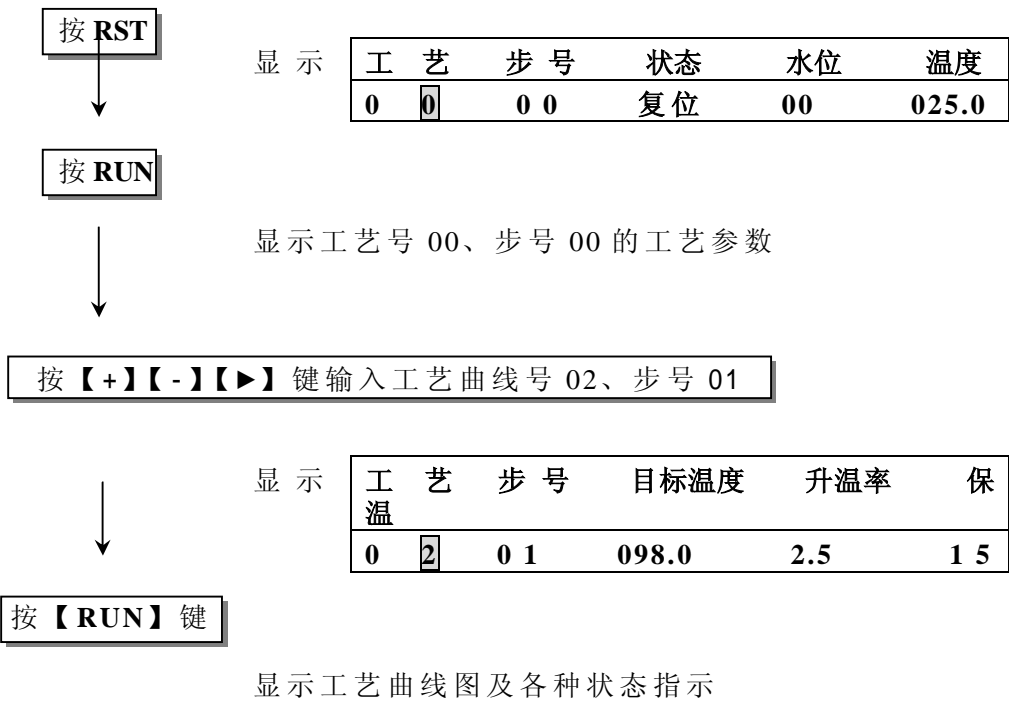 按 RST
显 示
工 艺 步 号 状态 水位 温度
0 0 0 0 复 位 00 025.0
按 RUN
显示工艺号 00、步号 00 的工艺参数
按【+】【-】【►】键输入工艺曲线号 02、步号 01
显 示
工 艺 步 号 目标温度 升温率 保
温
0 2 0 1 098.0 2.5 1 5
按【RUN】键
显示工艺曲线图及各种状态指示